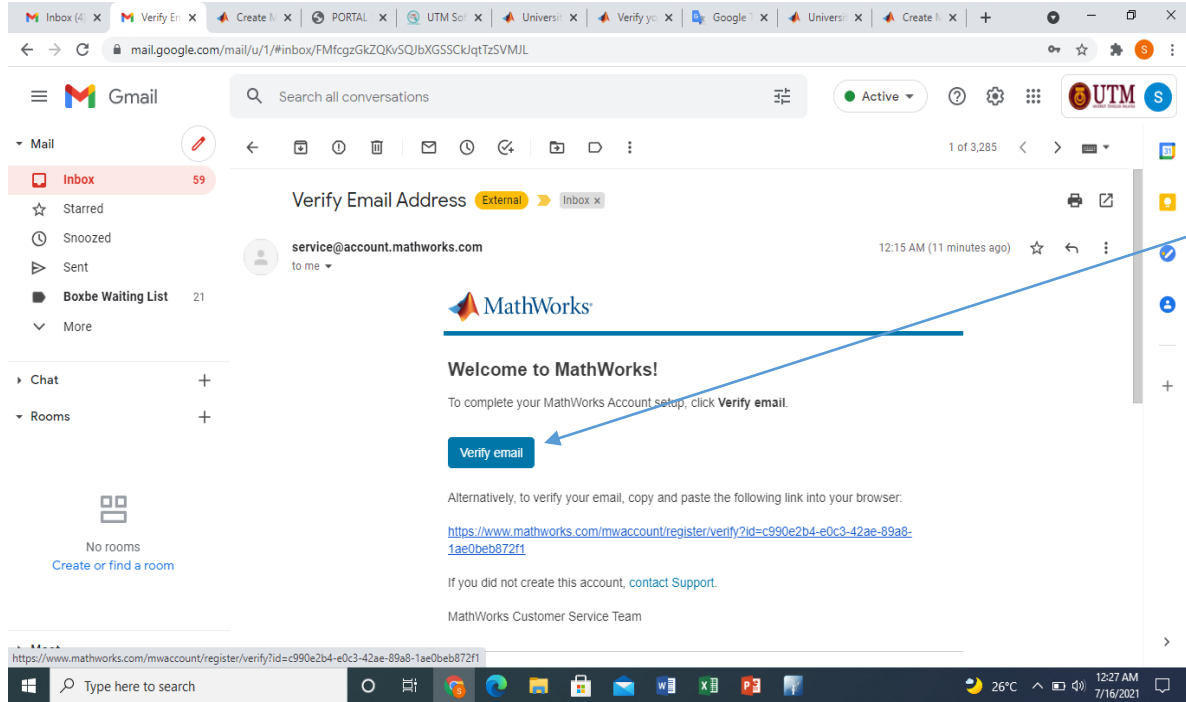 Inbox (4)
Verify Em
Create M
PORTAL
UTM Sof
Universit
Verify yo
Google T
Universit
Create M
mail.google.com/mail/u/1/#inbox/FMfcgzGkZQKvSQJbXGSSCkJqtTzSVMJL
S
Gmail
Search all conversations
Active
UTM
S
Mail
1 of 3,285
31
Inbox 59
Starred
Snoozed
Sent
Boxbe Waiting List 21
More
Chat
Rooms
No rooms
Create or find a room
Verify Email Address External Inbox x
service@account.mathworks.com 12:15 AM (11 minutes ago)
to me
MathWorks®
Welcome to MathWorks!
To complete your MathWorks Account setup, click Verify email.
Verify email
Alternatively, to verify your email, copy and paste the following link into your browser:
https://www.mathworks.com/mwaccount/register/verify?id=c990e2b4-e0c3-42ae-89a8-
1ae0beb872f1
If you did not create this account, contact Support.
MathWorks Customer Service Team
https://www.mathworks.com/mwaccount/register/verify?id=c990e2b4-e0c3-42ae-89a8-1ae0beb872f1
Type here to search
26°C
12:27 AM
7/16/2021